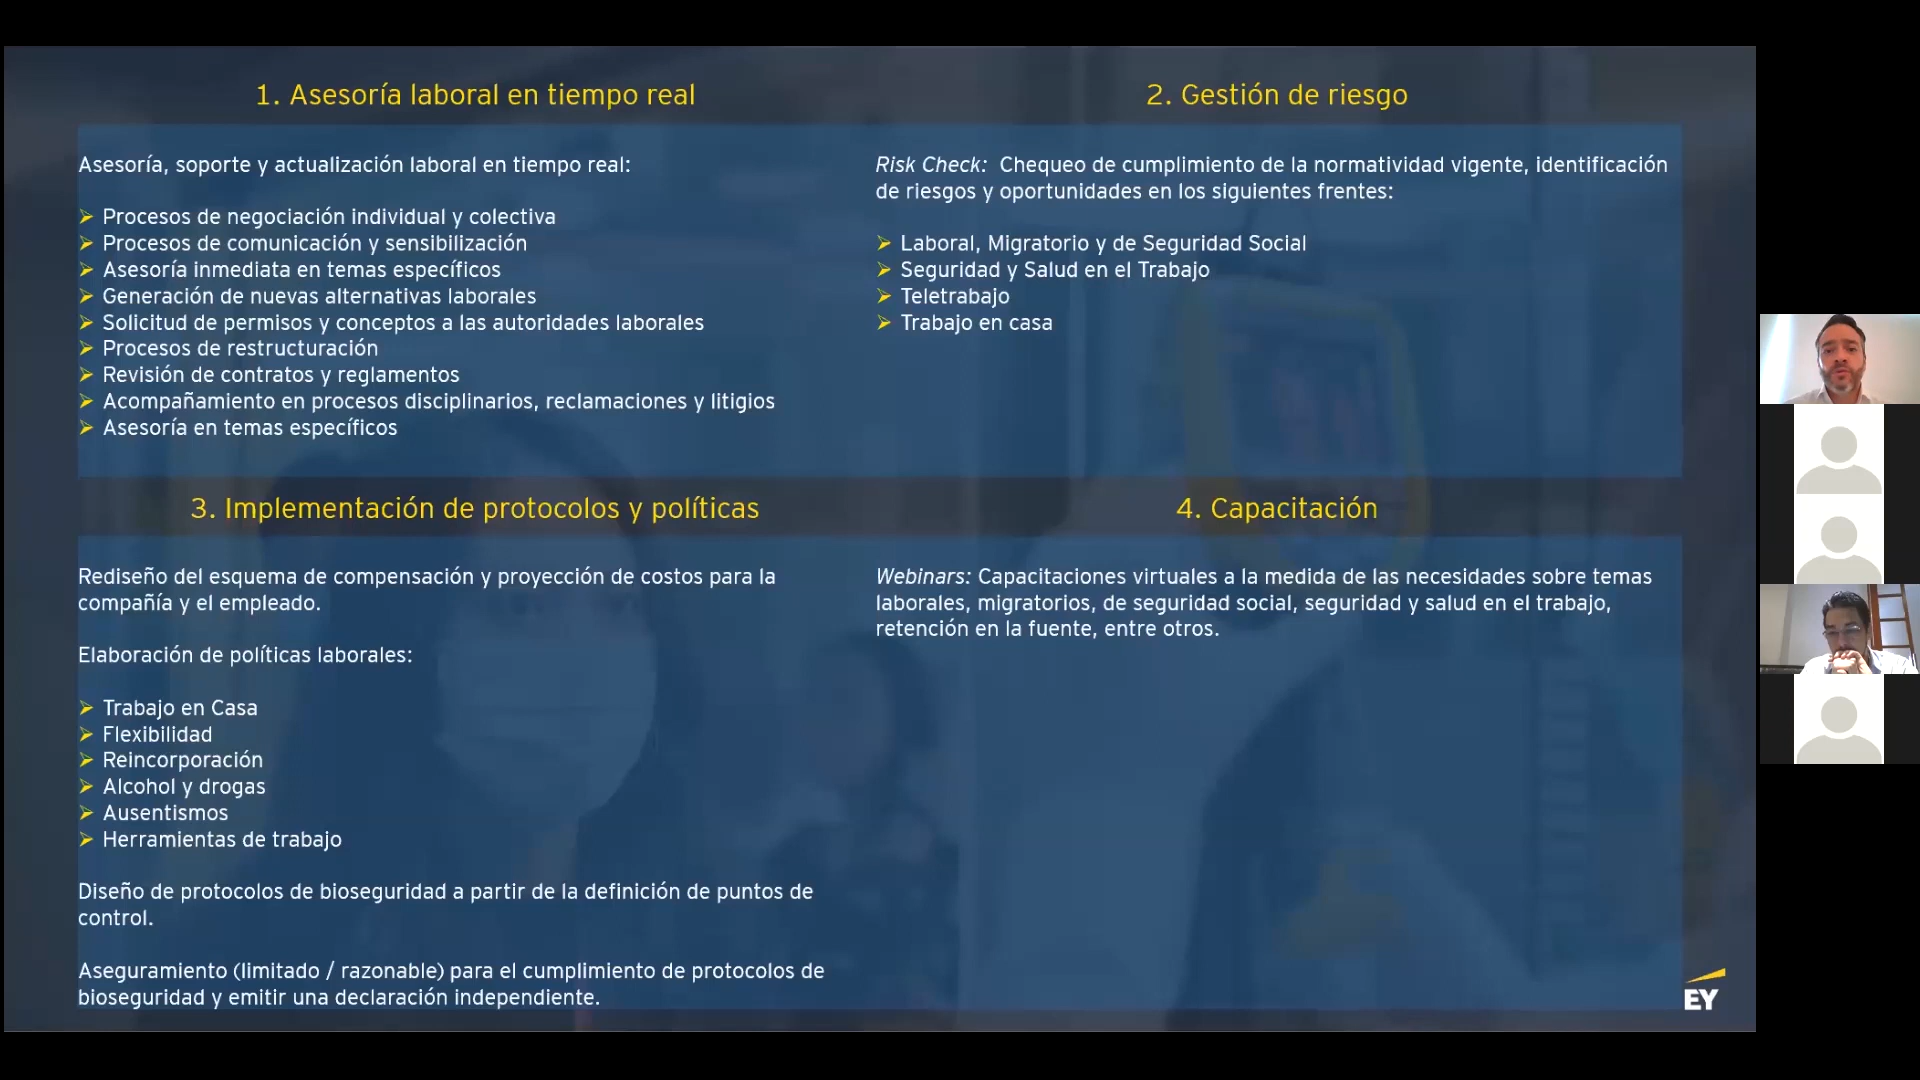 1. Asesoría laboral en tiempo real
Asesoría, soporte y actualización laboral en tiempo real:
Procesos de negociación individual y colectiva
Procesos de comunicación y sensibilización
Asesoría inmediata en temas específicos
Generación de nuevas alternativas laborales
Solicitud de permisos y conceptos a las autoridades laborales
Procesos de restructuración
Revisión de contratos y reglamentos
Acompañamiento en procesos disciplinarios, reclamaciones y litigios
Asesoría en temas específicos
2. Gestión de riesgo
Risk Check: Chequeo de cumplimiento de la normatividad vigente, identificación
de riesgos y oportunidades en los siguientes frentes:
Laboral, Migratorio y de Seguridad Social
Seguridad y Salud en el Trabajo
Teletrabajo
Trabajo en casa
3. Implementación de protocolos y políticas
Rediseño del esquema de compensación y proyección de costos para la
compañía y el empleado.
Elaboración de políticas laborales:
Trabajo en Casa
Flexibilidad
Reincorporación
Alcohol y drogas
Ausentismos
Herramientas de trabajo
Diseño de protocolos de bioseguridad a partir de la definición de puntos de
control.
Aseguramiento (limitado / razonable) para el cumplimiento de protocolos de
bioseguridad y emitir una declaración independiente.
4. Capacitación
Webinars: Capacitaciones virtuales a la medida de las necesidades sobre temas
laborales, migratorios, de seguridad social, seguridad y salud en el trabajo,
retención en la fuente, entre otros.
EY